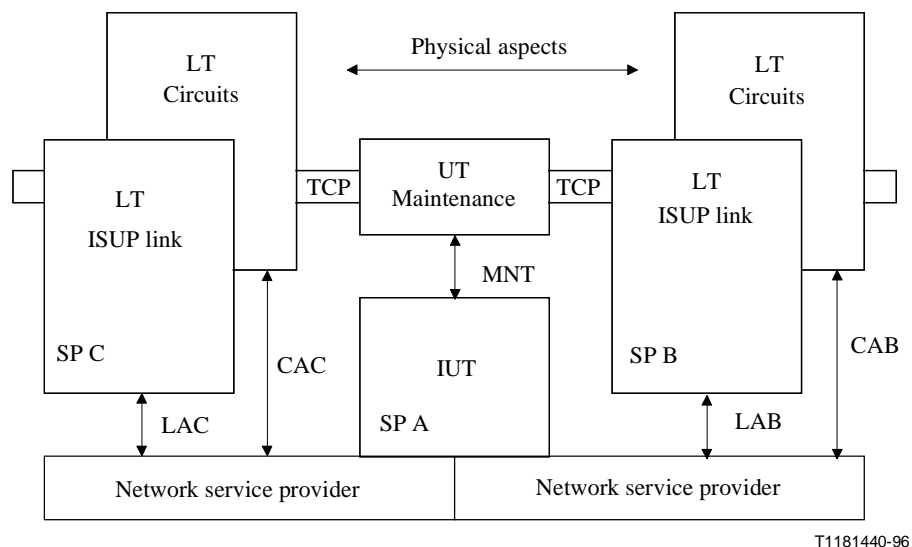 LT
Circuits
Physical aspects
LT
Circuits
LT
ISUP link
TCP
UT
Maintenance
TCP
LT
ISUP link
MNT
SP C
CAC
IUT
SP A
SP B
CAB
LAC
LAB
Network service provider
Network service provider
T1181440-96